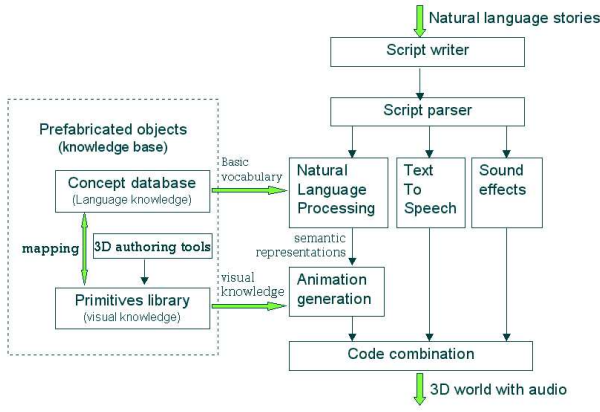 Natural language stories
Script writer
Script parser
Prefabricated objects
(knowledge base)
Basic
vocabulary
Concept database
(Language knowledge)
Natural
Language
Processing
Text
To
Speech
Sound
effects
mapping
3D authoring tools
semantic
representations
visual
knowledge
Primitives library
(visual knowledge)
Animation
generation
Code combination
3D world with audio